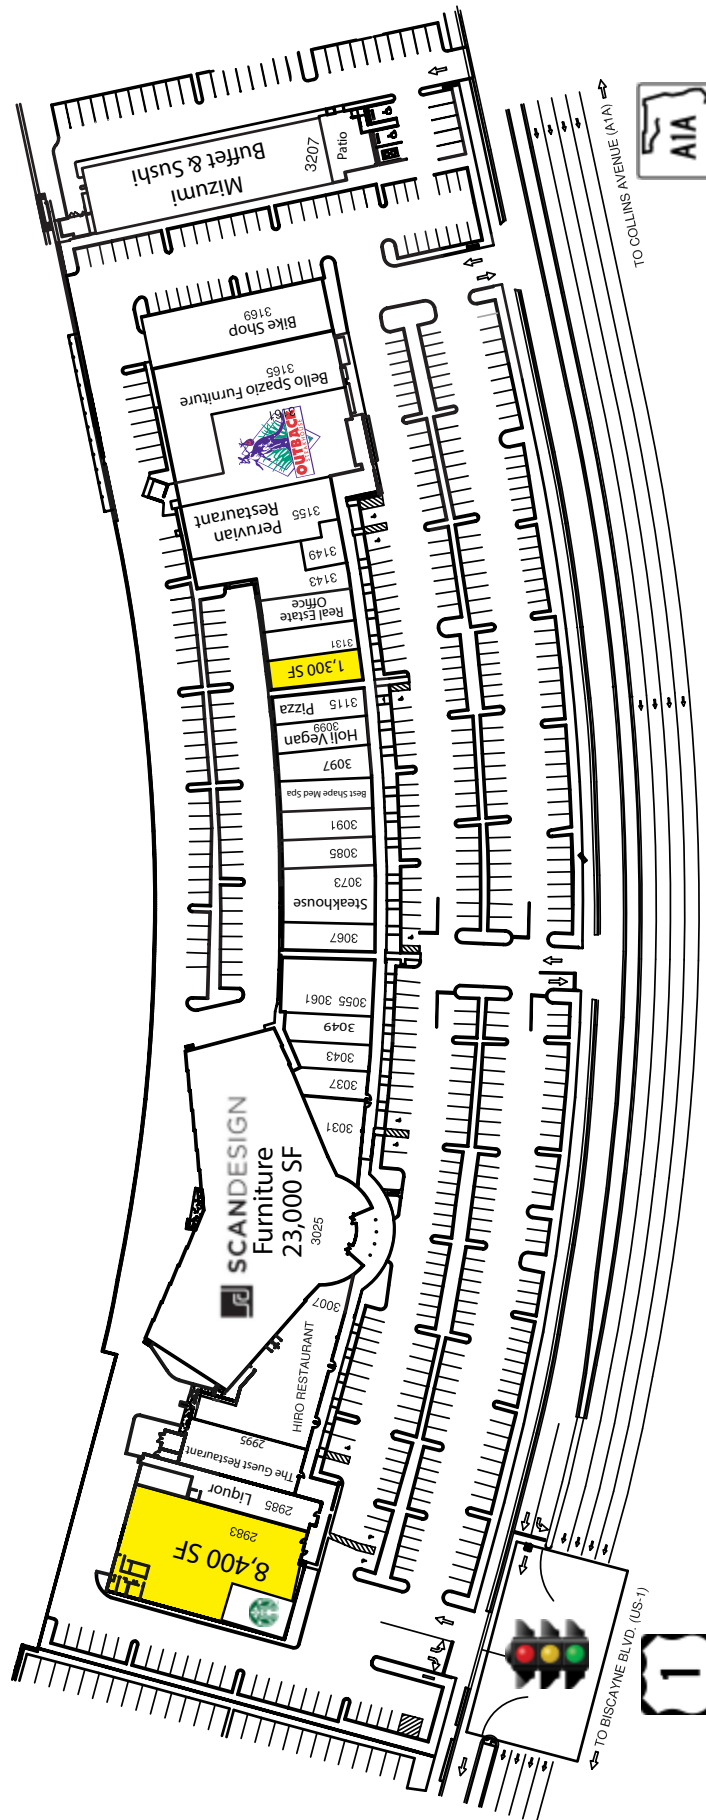 A1A
TO COLLINS AVENUE (A1A)
Mizumi
Buffet & Sushi
3207
Patio
Bike Shop
3169
Bello Spazio Furniture
3165
3161
OUTBACK
STEAKHOUSE
Peruvian
Restaurant
3155
3149
3143
Real Estate
Office
3131
1,300 SF
3115 Pizza
Holi Vegan
3099
3097
Best Shape Med Spa
3091
3085
3073
Steakhouse
3067
3055 3061
3049
3043
3037
3031
SCANDESIGN
Furniture
23,000 SF
3025
3007
HIRO RESTAURANT
2995
The Guest Restaurant
Liquor 2985
2983
8,400 SF
TO BISCAYNE BLVD. (US-1)
1